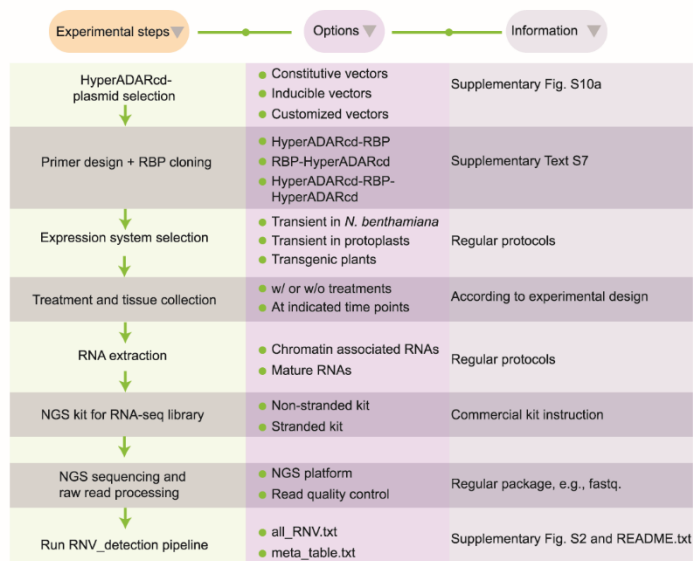 Experimental steps
Options
Information
HyperADARcd-
plasmid selection
Constitutive vectors
Inducible vectors
Customized vectors
Supplementary Fig. S10a
Primer design + RBP cloning
HyperADARcd-RBP
RBP-HyperADARcd
HyperADARcd-RBP-
HyperADARcd
Supplementary Text S7
Expression system selection
Transient in N. benthamiana
Transient in protoplasts
Transgenic plants
Regular protocols
Treatment and tissue collection
w/ or w/o treatments
At indicated time points
According to experimental design
RNA extraction
Chromatin associated RNAs
Mature RNAs
Regular protocols
NGS kit for RNA-seq library
Non-stranded kit
Stranded kit
Commercial kit instruction
NGS sequencing and
raw read processing
NGS platform
Read quality control
Regular package, e.g., fastq.
Run RNV_detection pipeline
all_RNV.txt
meta_table.txt
Supplementary Fig. S2 and README.txt